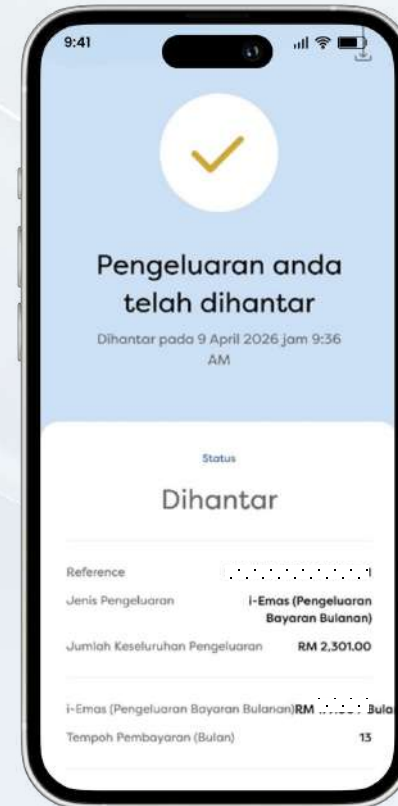 9:41
Pengeluaran anda
telah dihantar
Dihantar pada 9 April 2026 jam 9:36
AM
Status
Dihantar
Reference
Jenis Pengeluaran i-Emas (Pengeluaran
Bayaran Bulanan)
Jumlah Keseluruhan Pengeluaran RM 2,301.00
i-Emas (Pengeluaran Bayaran Bulanan) RM
Tempoh Pembayaran (Bulan) 13